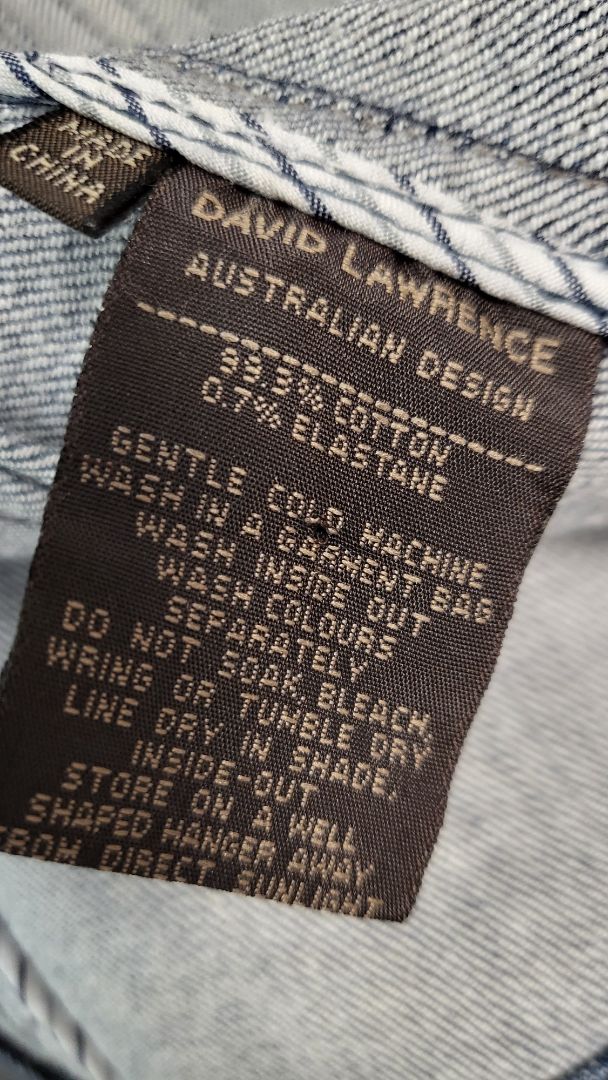 MADE
IN
CHINA
DAVID LAWRENCE
AUSTRALIAN DESIGN
99.3% COTTON
0.7% ELASTANE
GENTLE COLD MACHINE
WASH IN A GARMENT BAG
WASH INSIDE OUT
WASH COLOURS
SEPARATELY
DO NOT SOAK, BLEACH,
WRING OR TUMBLE DRY
LINE DRY IN SHADE,
INSIDE-OUT
STORE ON A WELL
SHAPED HANGER AWAY
FROM DIRECT SUNLIGHT